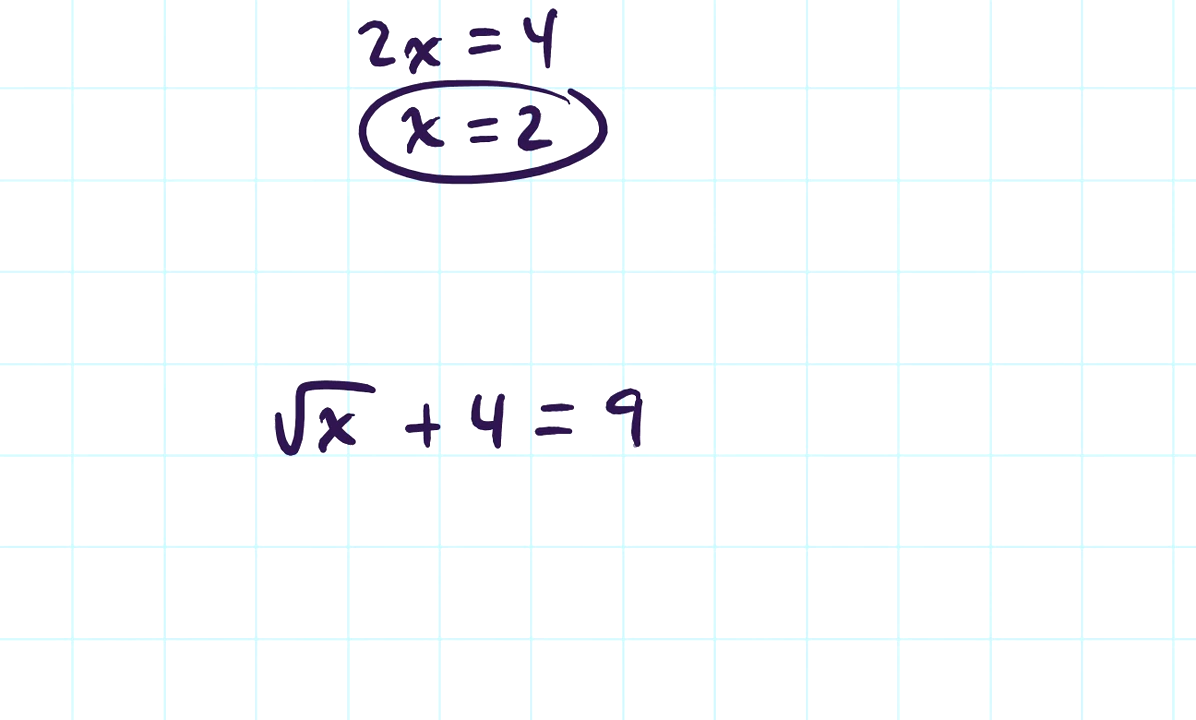 2x = 4
x = 2
√x + 4 = 9